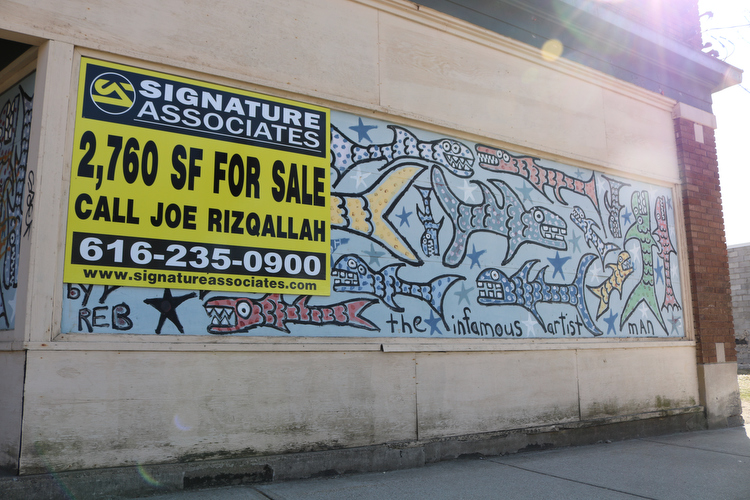 SIGNATURE
ASSOCIATES
2,760 SF FOR SALE
CALL JOE RIZQALLAH
616-235-0900
www.signatureassociates.com
by
REB
the infamous artist man